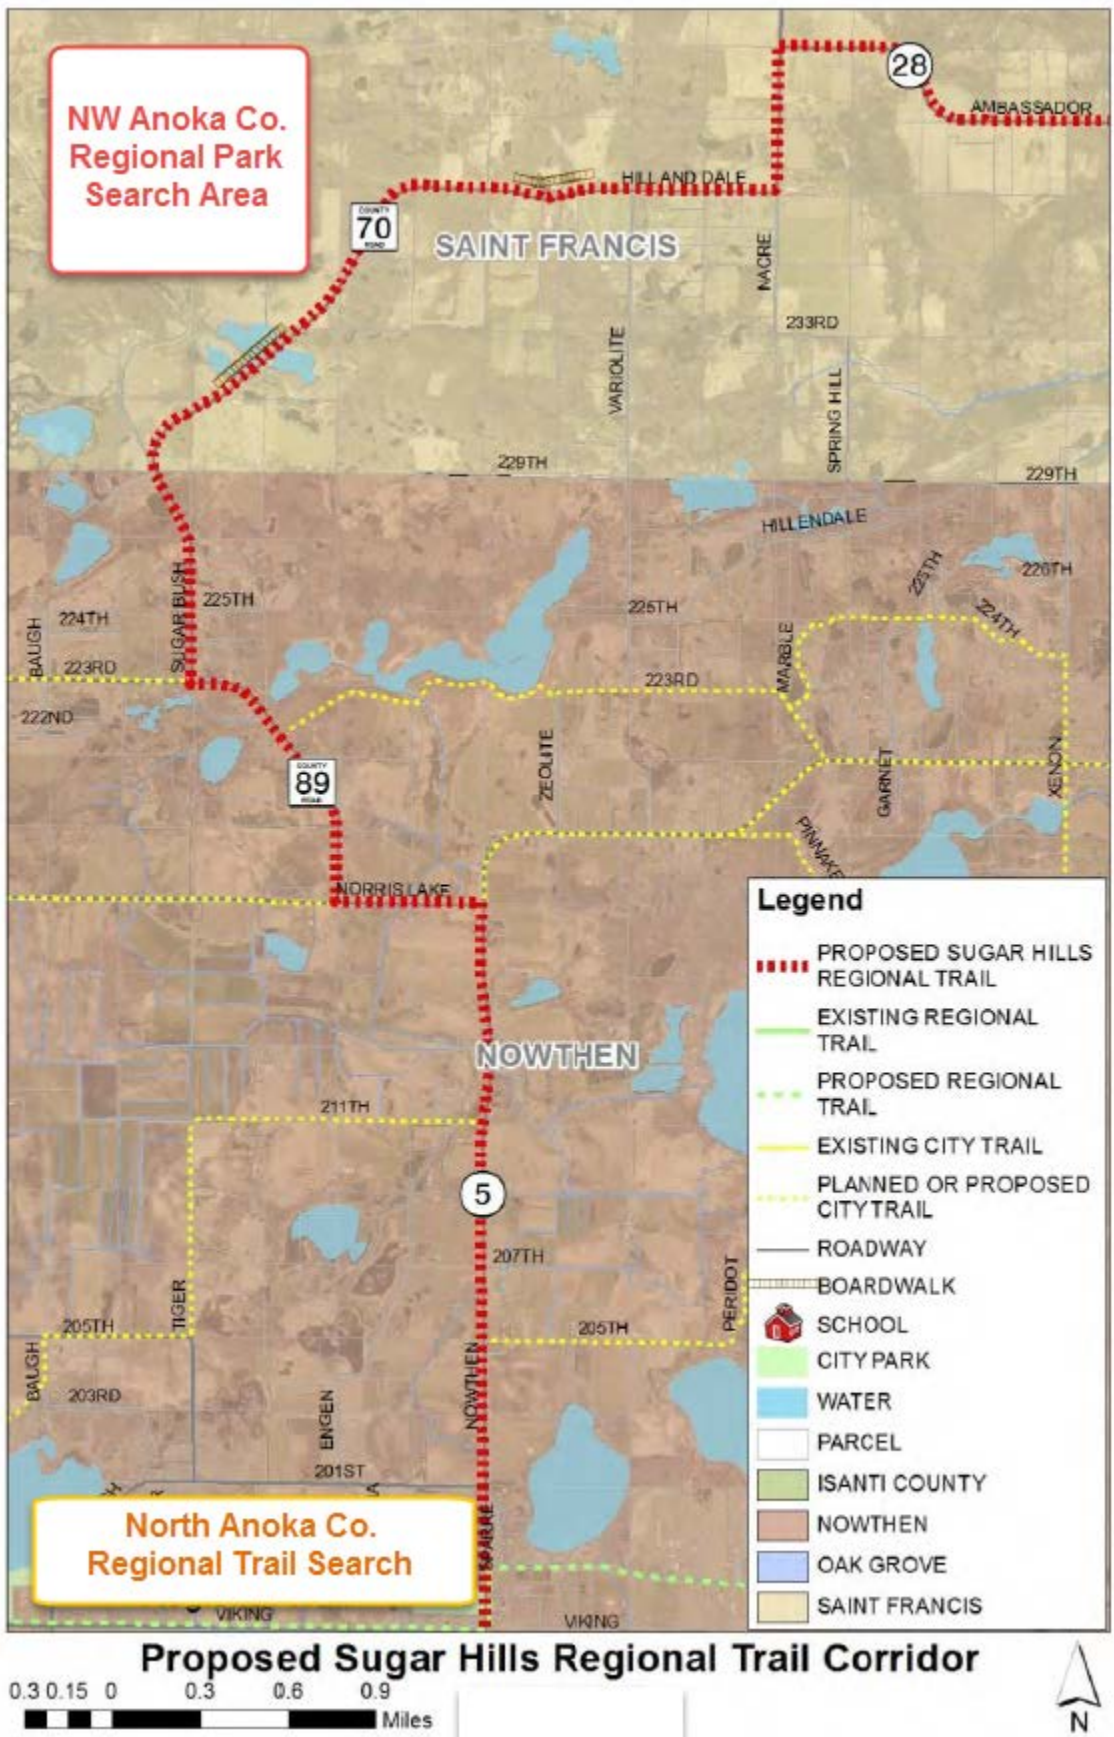 NW Anoka Co.
Regional Park
Search Area
28
AMBASSADOR
HILL AND DALE
COUNTY
70
ROAD
SAINT FRANCIS
NACRE
233RD
VARIOLITE
SPRING HILL
229TH
229TH
HILLENDALE
225TH
226TH
SUGAR BUSH
225TH
225TH
224TH
224TH
BAUGH
MARBLE
223RD
223RD
222ND
ZEOLITE
GARNET
XENON
COUNTY
89
ROAD
NORRIS LAKE
NOWTHEN
211TH
5
207TH
TIGER
PERIDOT
205TH
205TH
BAUGH
NOWTHEN
203RD
ENGEN
201ST
North Anoka Co.
Regional Trail Search
VIKING
VIKING
Legend
PROPOSED SUGAR HILLS
REGIONAL TRAIL
EXISTING REGIONAL
TRAIL
PROPOSED REGIONAL
TRAIL
EXISTING CITY TRAIL
PLANNED OR PROPOSED
CITY TRAIL
ROADWAY
BOARDWALK
SCHOOL
CITY PARK
WATER
PARCEL
ISANTI COUNTY
NOWTHEN
OAK GROVE
SAINT FRANCIS
Proposed Sugar Hills Regional Trail Corridor
0.3 0.15 0 0.3 0.6 0.9
Miles
N